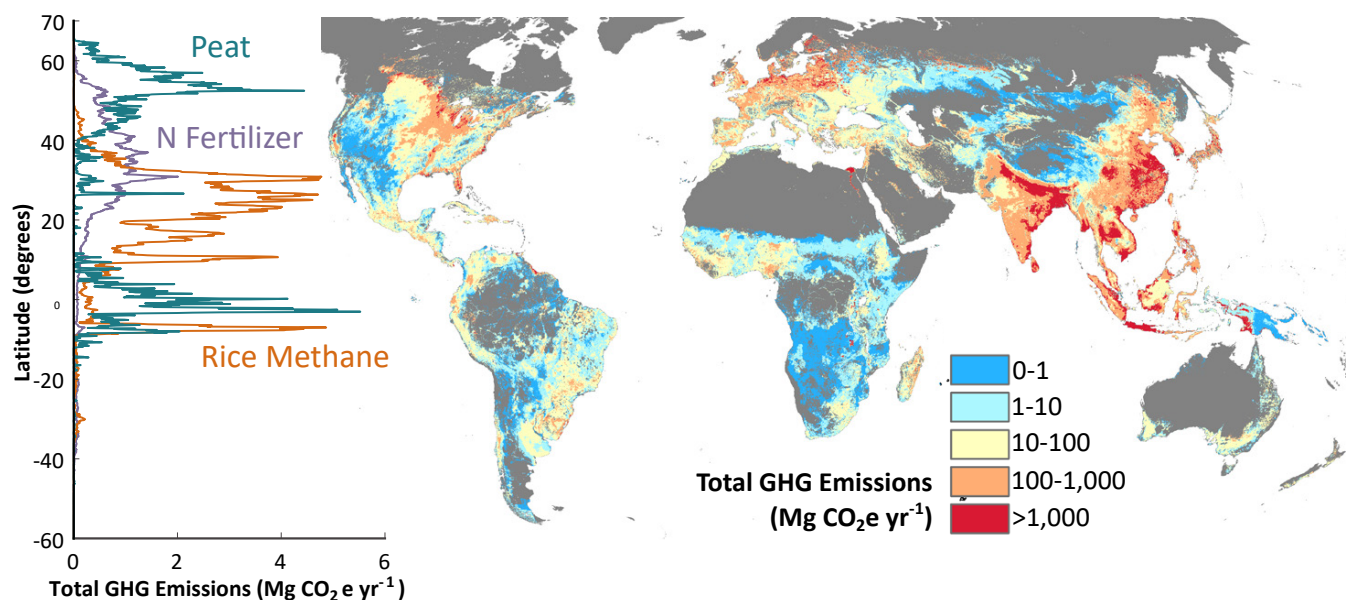 70
60
40
20
0
-20
-40
-60
Latitude (degrees)
Peat
N Fertilizer
Rice Methane
0 2 4 6
Total GHG Emissions (Mg CO₂ e yr⁻¹)
Total GHG Emissions
(Mg CO₂e yr⁻¹)
0-1
1-10
10-100
100-1,000
>1,000